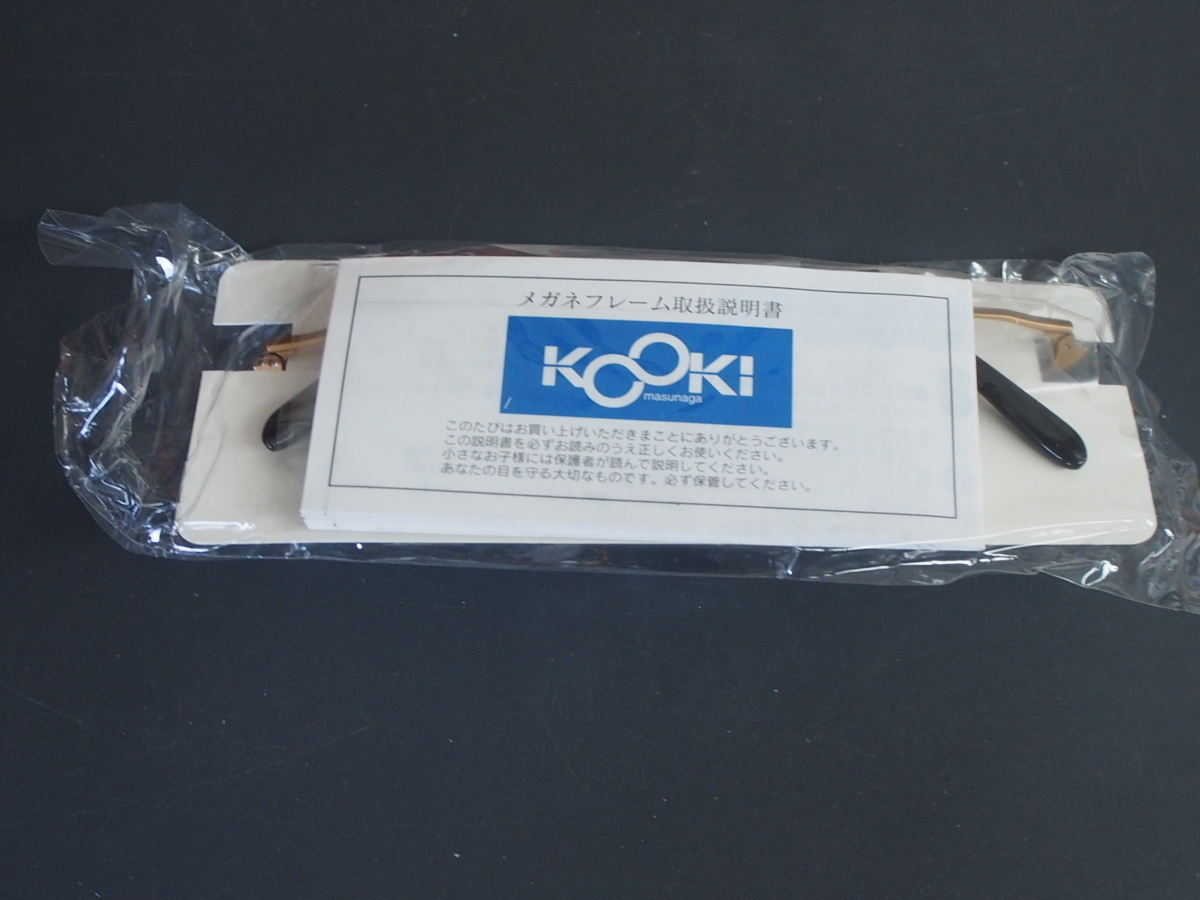 メガネフレーム取扱説明書
KOOKI
masunaga
このたびはお買い上げいただきまことにありがとうございます。
この説明書を必ずお読みのうえ正しくお使いください。
小さなお子様には保護者が読んで説明してください。
あなたの目を守る大切なものです。必ず保管してください。